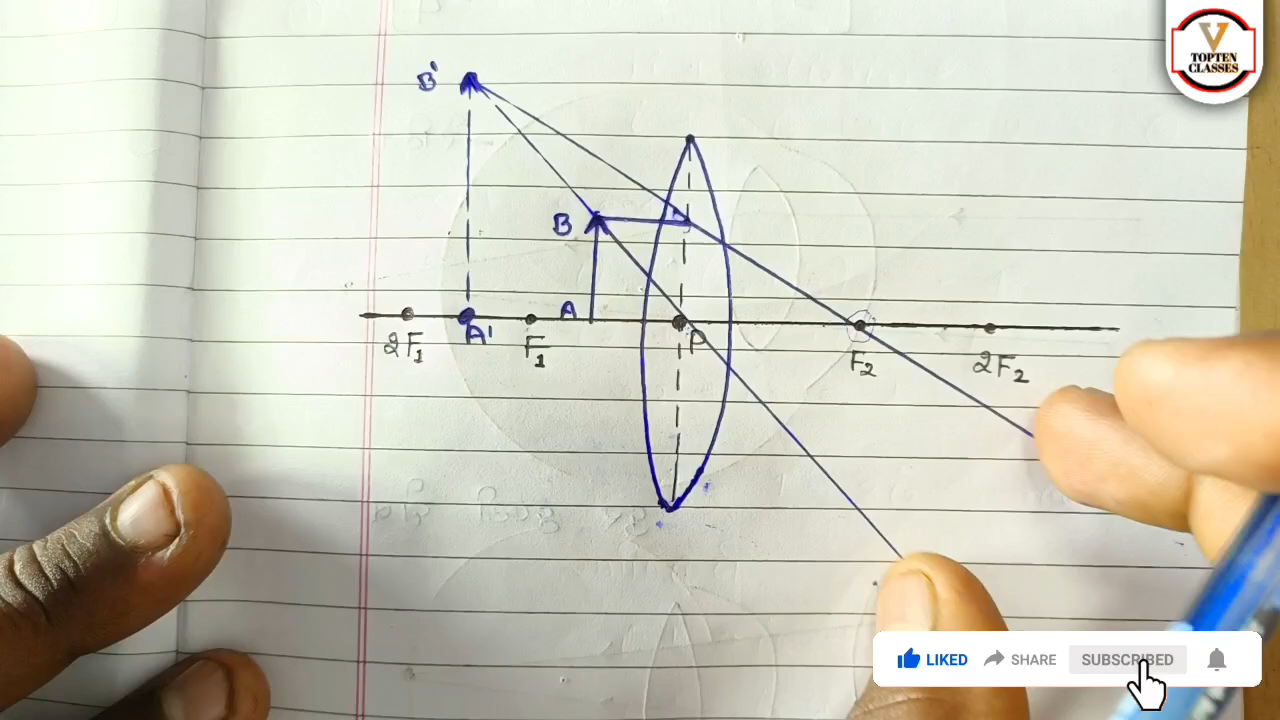 V
TOPTEN
CLASSES
B'
B
A
2F₁
A'
F₁
P
F₂
2F₂
LIKED
SHARE
SUBSCRIBED